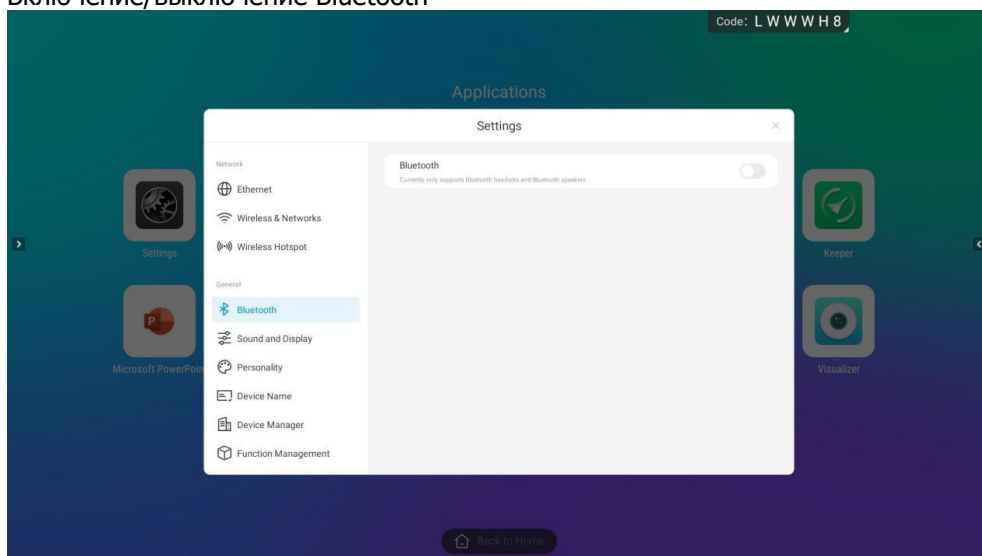 Включение/выключение Bluetooth
Code: LWWWH8
Applications
Settings
Network
Ethernet
Wireless & Networks
Wireless Hotspot
General
Bluetooth
Sound and Display
Personality
Device Name
Device Manager
Function Management
Bluetooth
Currently only supports Bluetooth headsets and Bluetooth speakers
Settings
Keeper
Microsoft PowerPoin
Visualizer
Back to Home